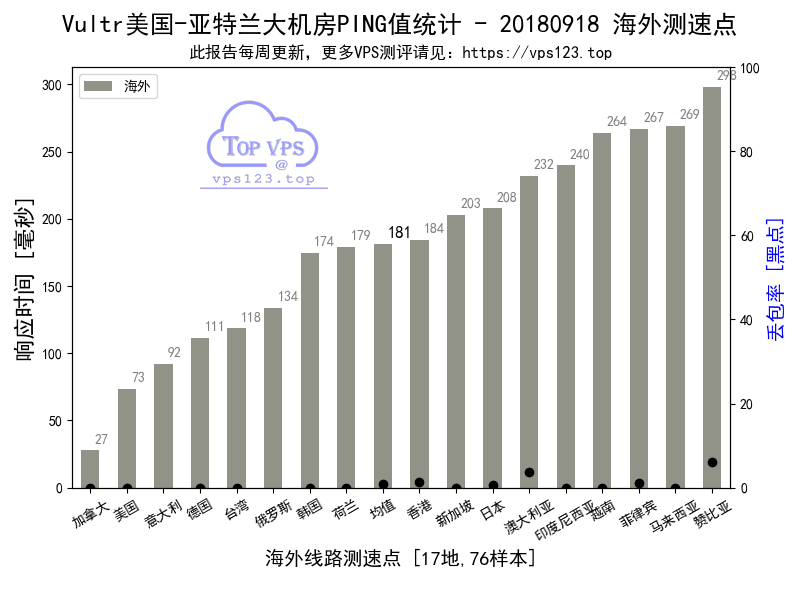 Vultr美国-亚特兰大机房PING值统计 - 20180918 海外测速点
此报告每周更新，更多VPS测评请见：https://vps123.top
海外
TOP VPS
@
vps123.top
响应时间 [毫秒]
丢包率 [黑点]
300
250
200
150
100
50
0
100
80
60
40
20
0
27
73
92
111
118
134
174
179
181
184
203
208
232
240
264
267
269
298
加拿大
美国
意大利
德国
台湾
俄罗斯
韩国
荷兰
均值
香港
新加坡
日本
澳大利亚
印度尼西亚
越南
菲律宾
马来西亚
赞比亚
海外线路测速点 [17地,76样本]